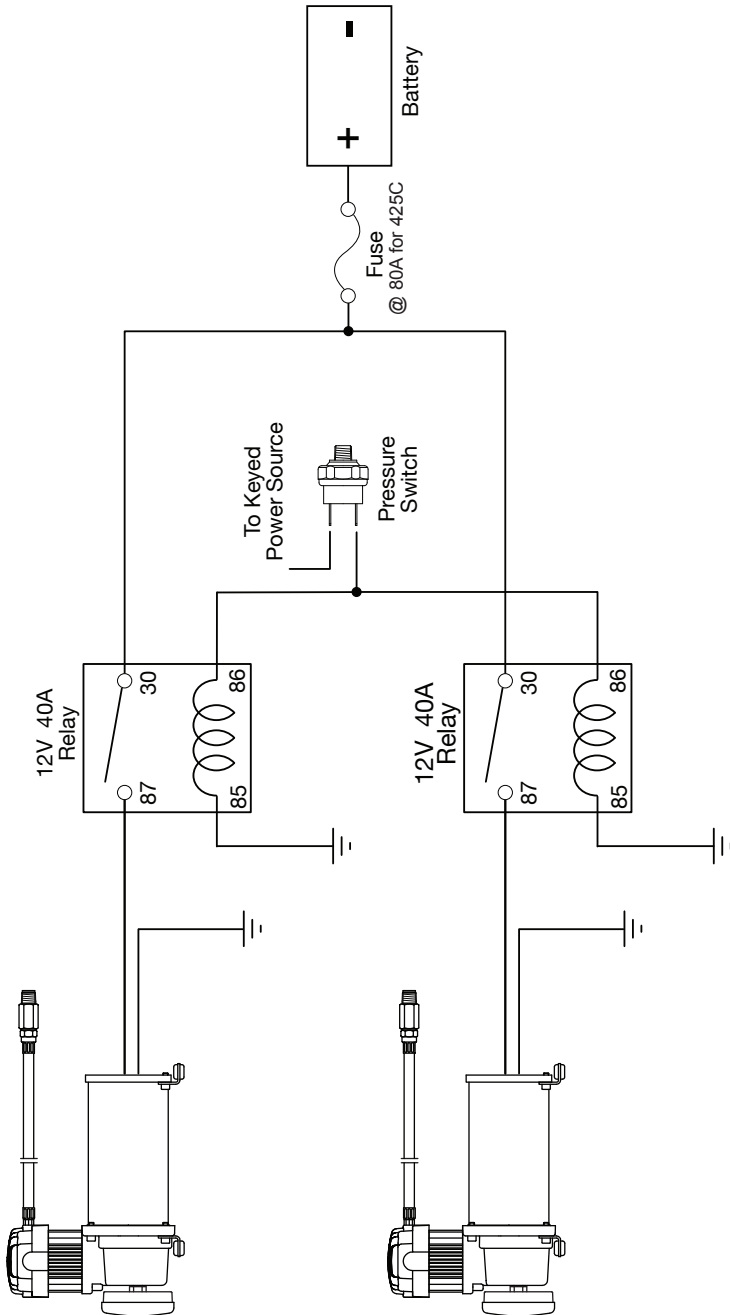 12V 40A
Relay
87
30
85
86
12V 40A
Relay
87
30
85
86
To Keyed
Power Source
Pressure
Switch
Fuse
@ 80A for 425C
+
-
Battery